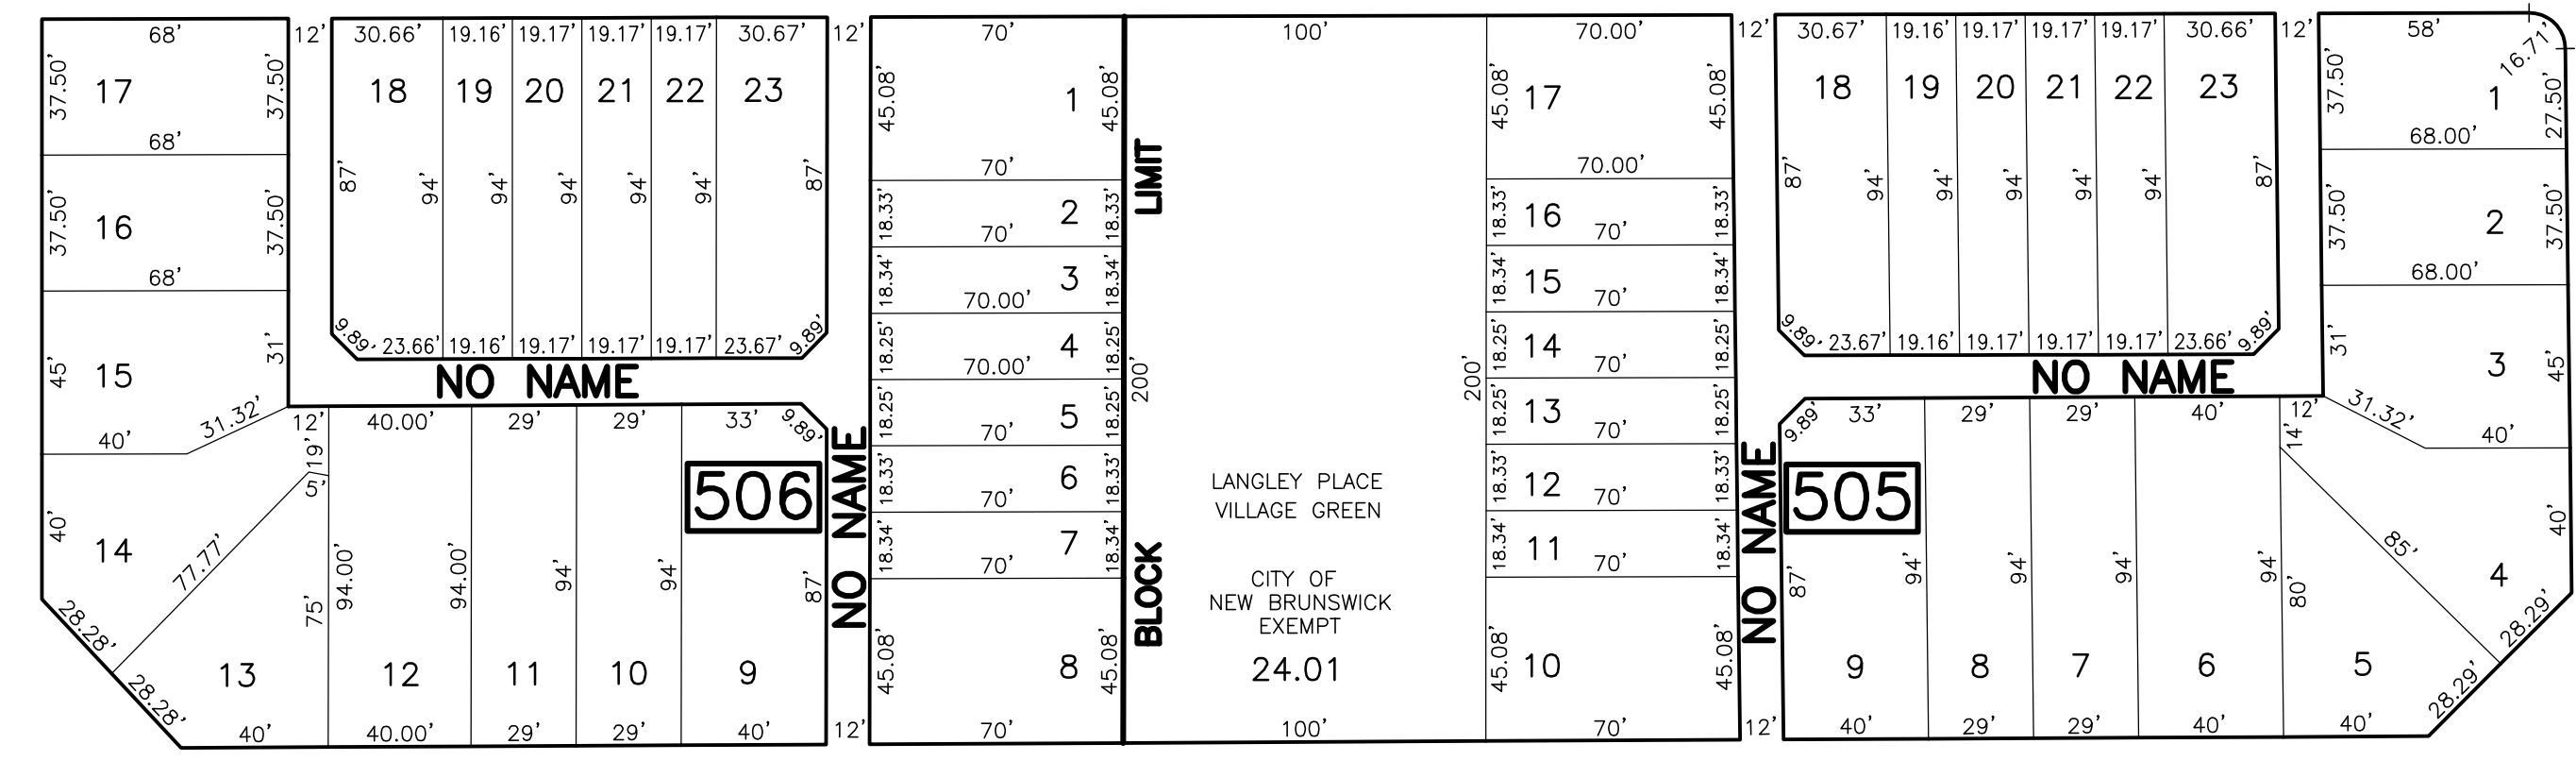 68' 12' 30.66' 19.16' 19.17' 19.17' 19.17' 30.67' 12' 70' 100' 70.00' 12' 30.67' 19.16' 19.17' 19.17' 19.17' 30.66' 12' 58' 16.71'
37.50' 17 37.50' 18 19 20 21 22 23 45.08' 1 45.08' 45.08' 17 45.08' 18 19 20 21 22 23 37.50' 1 27.50'
68' 87' 94' 94' 94' 94' 94' 87' 70' LIMIT 70.00' 87' 94' 94' 94' 94' 94' 87' 68.00'
37.50' 16 37.50' 18.33' 2 18.33' 18.33' 16 18.33' 37.50' 2 37.50'
70' 70'
68' 18.34' 3 18.34' 18.34' 15 18.34' 68.00'
70.00' 70'
9.89' 23.66' 19.16' 19.17' 19.17' 19.17' 23.67' 9.89' 18.25' 4 18.25' 18.25' 14 18.25' 9.89' 23.67' 19.16' 19.17' 19.17' 19.17' 23.66' 9.89'
45' 15 31' 70.00' 200' 200' 70' 31' 3 45'
NO NAME NO NAME
31.32' 12' 40.00' 29' 29' 33' 9.89' 18.25' 5 18.25' 18.25' 13 18.25' 9.89' 33' 29' 29' 40' 12' 31.32'
40' 19' 70' 70' 14' 40'
5' 506 NO NAME 18.33' 6 18.33' LANGLEY PLACE 18.33' 12 18.33' NO NAME 505
70' VILLAGE GREEN 70'
40' 14 77.77' 18.34' 7 18.34' 18.34' 11 18.34' 85' 40'
70' BLOCK CITY OF 70'
75' 94.00' 94.00' 94' 94' 87' NEW BRUNSWICK 87' 94' 94' 94' 94' 80' 4
28.28' EXEMPT 28.29'
13 12 11 10 9 45.08' 8 45.08' 24.01 45.08' 10 45.08' 9 8 7 6 5
28.28' 40' 40.00' 29' 29' 40' 12' 70' 100' 70' 12' 40' 29' 29' 40' 40' 28.29'